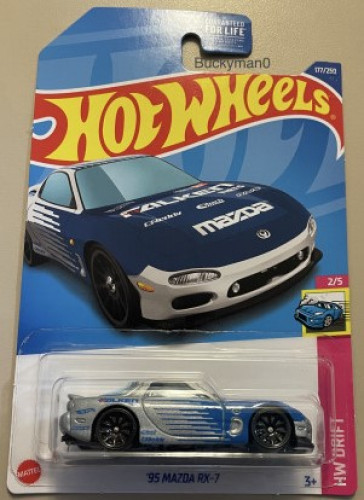 GUARANTEED
FOR LIFE
Buckyman0
177/250
Hot Wheels
FALKEN
mazda
2/5
FALKEN
MATTEL
'95 MAZDA RX-7
3+
HW DRIFT